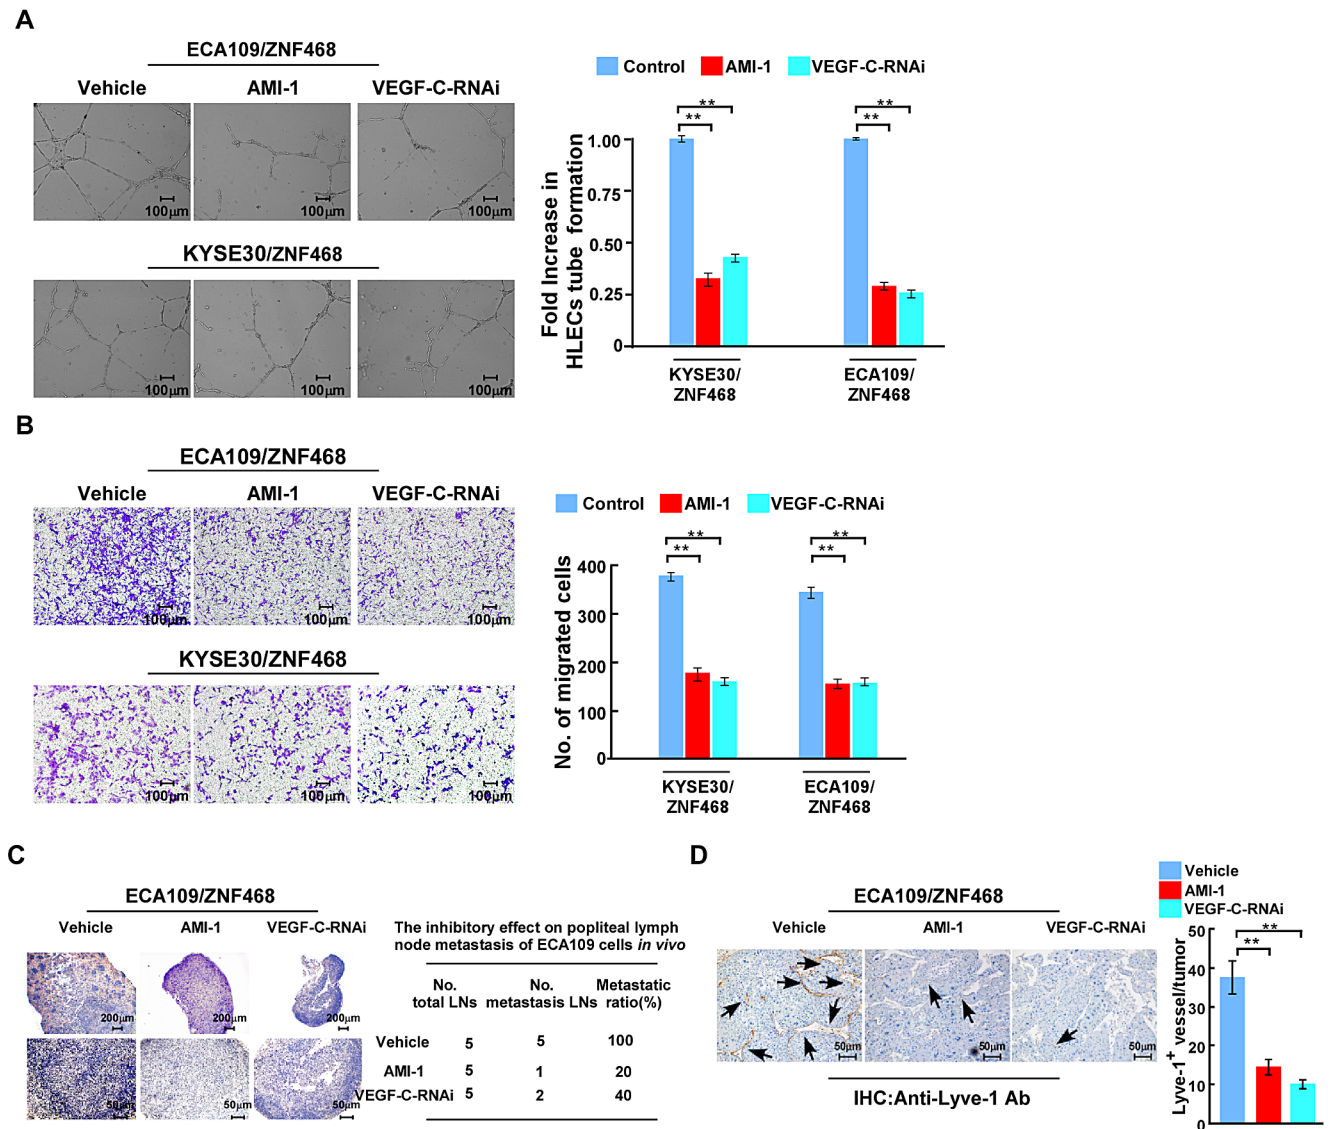 A
ECA109/ZNF468
Vehicle AMI-1 VEGF-C-RNAi
100μm 100μm 100μm
KYSE30/ZNF468
100μm 100μm 100μm
Control AMI-1 VEGF-C-RNAi
** **
** **
Fold Increase in
HLECs tube formation
1.00
0.75
0.50
0.25
0
KYSE30/
ZNF468
ECA109/
ZNF468
B
ECA109/ZNF468
Vehicle AMI-1 VEGF-C-RNAi
100μm 100μm 100μm
KYSE30/ZNF468
100μm 100μm 100μm
Control AMI-1 VEGF-C-RNAi
** **
** **
No. of migrated cells
400
300
200
100
0
KYSE30/
ZNF468
ECA109/
ZNF468
C
ECA109/ZNF468
Vehicle AMI-1 VEGF-C-RNAi
200μm 200μm 200μm
50μm 50μm 50μm
The inhibitory effect on popliteal lymph
node metastasis of ECA109 cells in vivo
No. No. Metastatic
total LNs metastasis LNs ratio(%)
Vehicle 5 5 100
AMI-1 5 1 20
VEGF-C-RNAi 5 2 40
D
ECA109/ZNF468
Vehicle AMI-1 VEGF-C-RNAi
50μm 50μm 50μm
IHC:Anti-Lyve-1 Ab
Vehicle
AMI-1
VEGF-C-RNAi
**
**
Lyve-1+ vessel/tumor
50
40
30
20
10
0